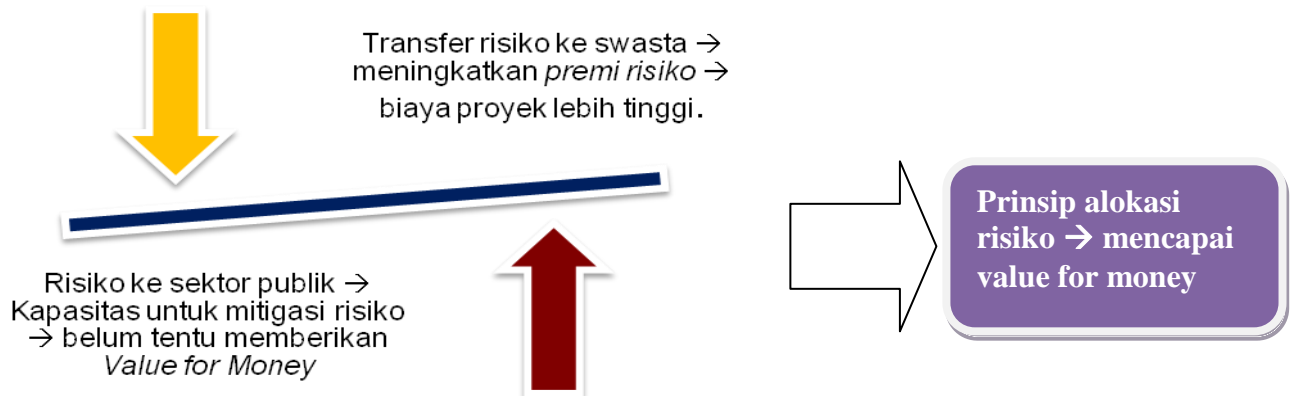 Transfer risiko ke swasta →
meningkatkan premi risiko →
biaya proyek lebih tinggi.
Risiko ke sektor publik →
Kapasitas untuk mitigasi risiko
→ belum tentu memberikan
Value for Money
Prinsip alokasi
risiko → mencapai
value for money